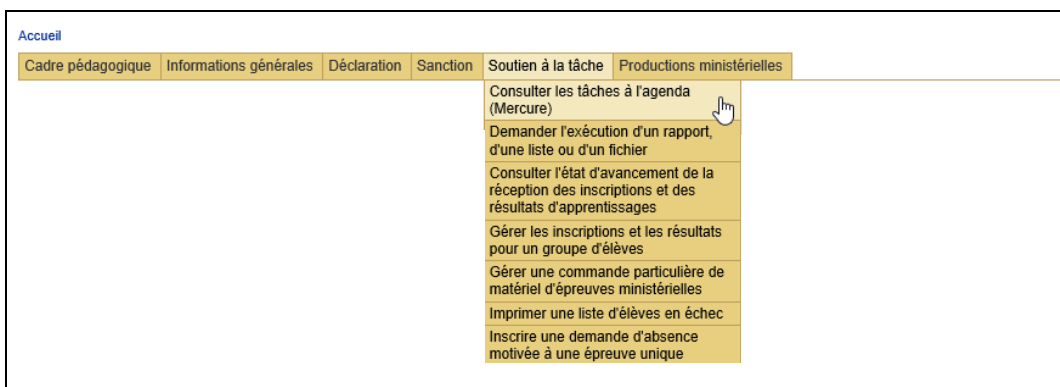 Accueil
Cadre pédagogique Informations générales Déclaration Sanction Soutien à la tâche Productions ministérielles
Consulter les tâches à l'agenda
(Mercure)
Demander l'exécution d'un rapport,
d'une liste ou d'un fichier
Consulter l'état d'avancement de la
réception des inscriptions et des
résultats d'apprentissages
Gérer les inscriptions et les résultats
pour un groupe d'élèves
Gérer une commande particulière de
matériel d'épreuves ministérielles
Imprimer une liste d'élèves en échec
Inscrire une demande d'absence
motivée à une épreuve unique